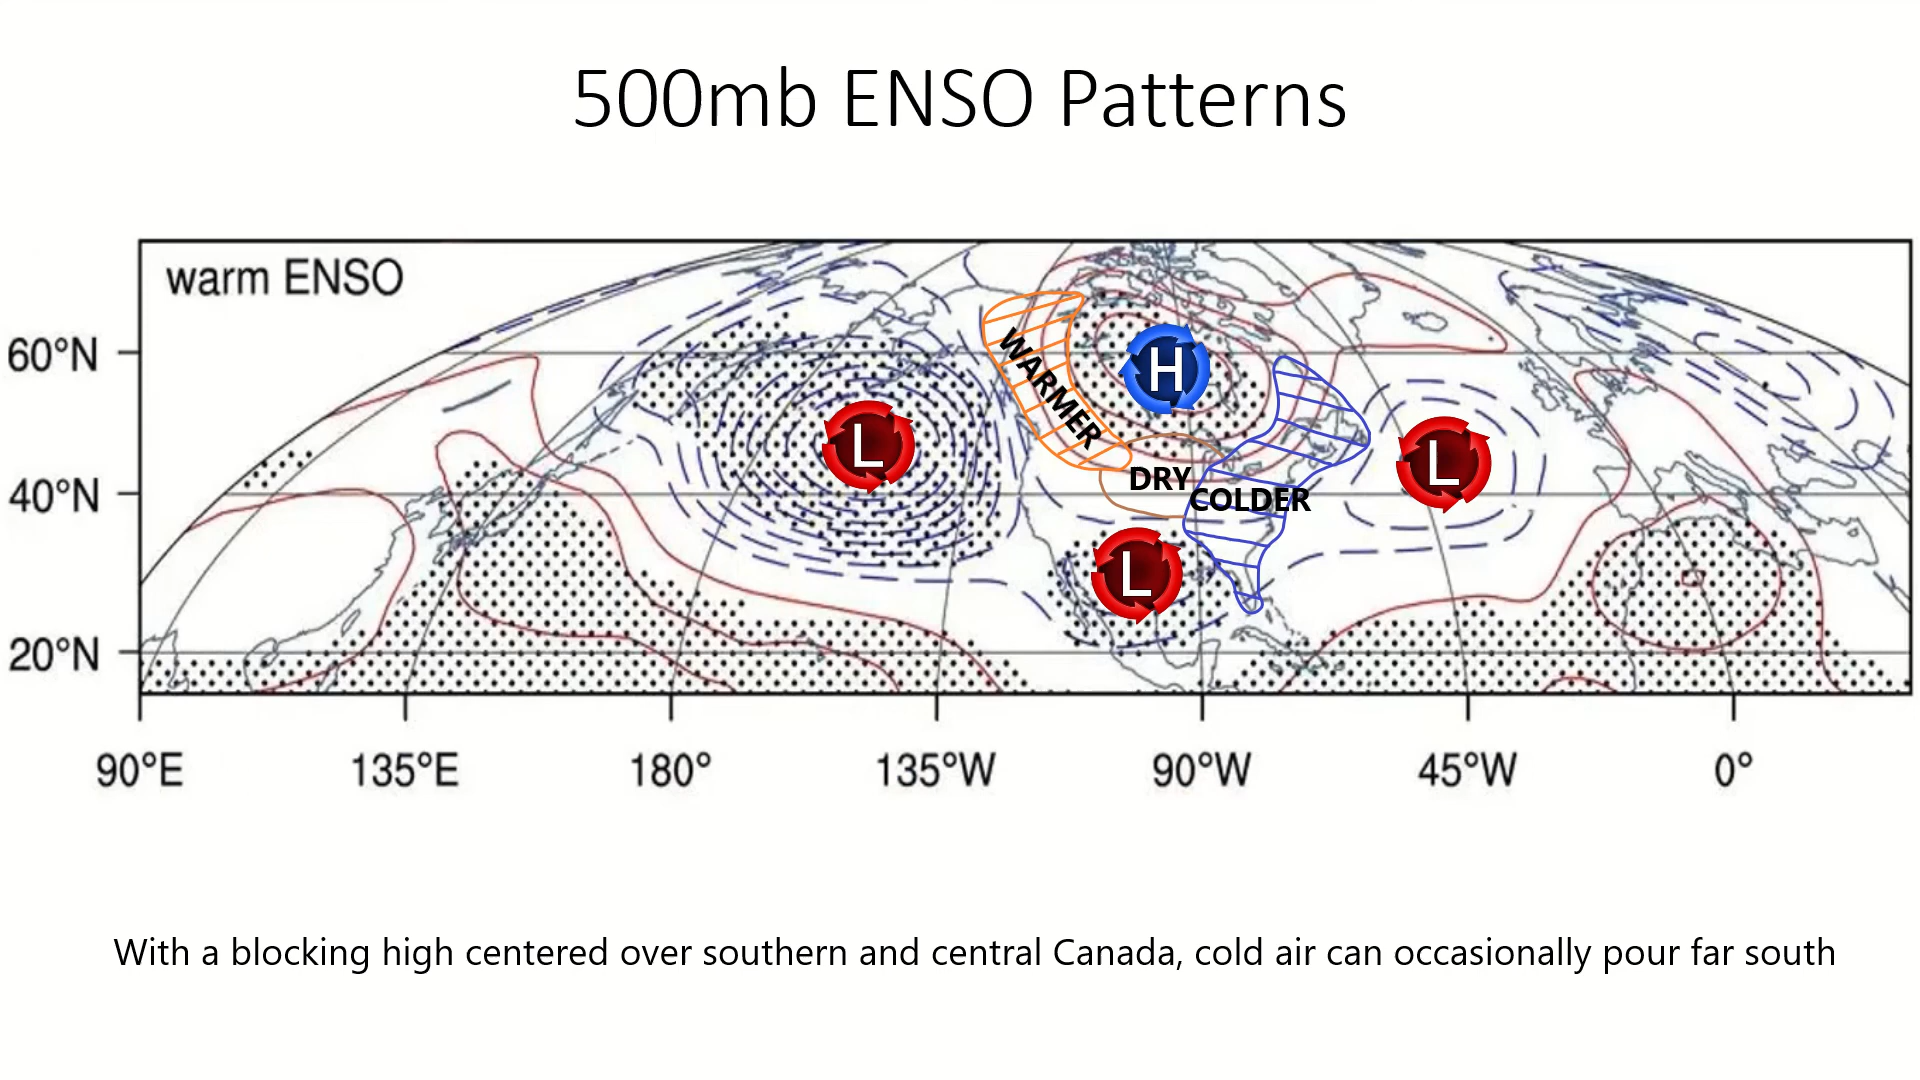 500mb ENSO Patterns
warm ENSO
60°N
H
WARMER
L
L
40°N
DRY
COLDER
L
20°N
90°E 135°E 180° 135°W 90°W 45°W 0°
With a blocking high centered over southern and central Canada, cold air can occasionally pour far south